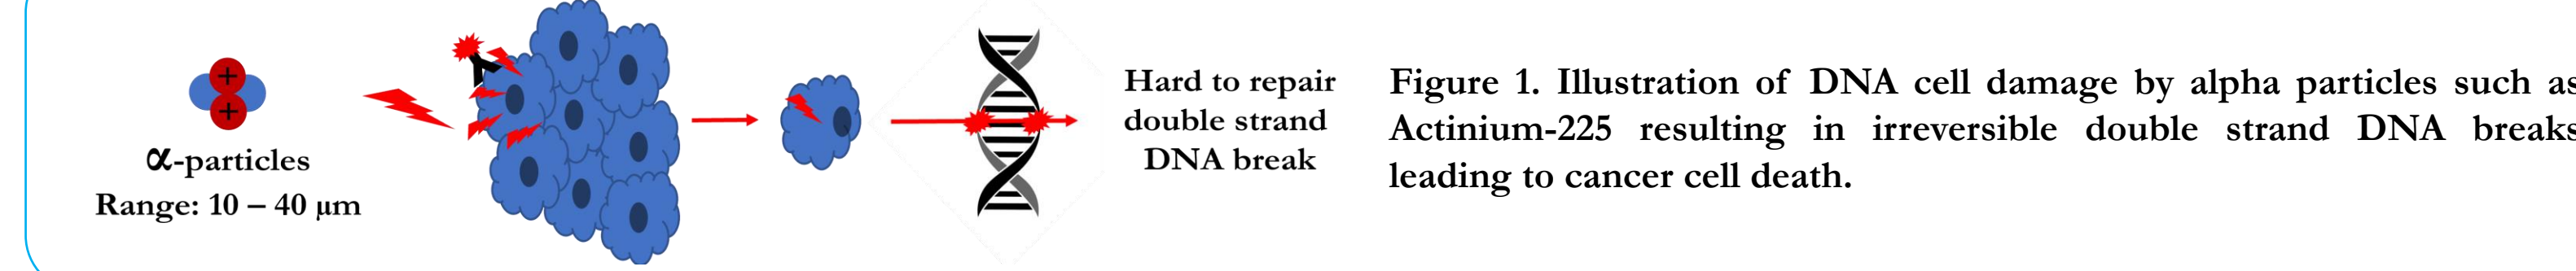 +
+
α-particles
Range: 10 – 40 µm
Hard to repair
double strand
DNA break
Figure 1. Illustration of DNA cell damage by alpha particles such as
Actinium-225 resulting in irreversible double strand DNA breaks
leading to cancer cell death.